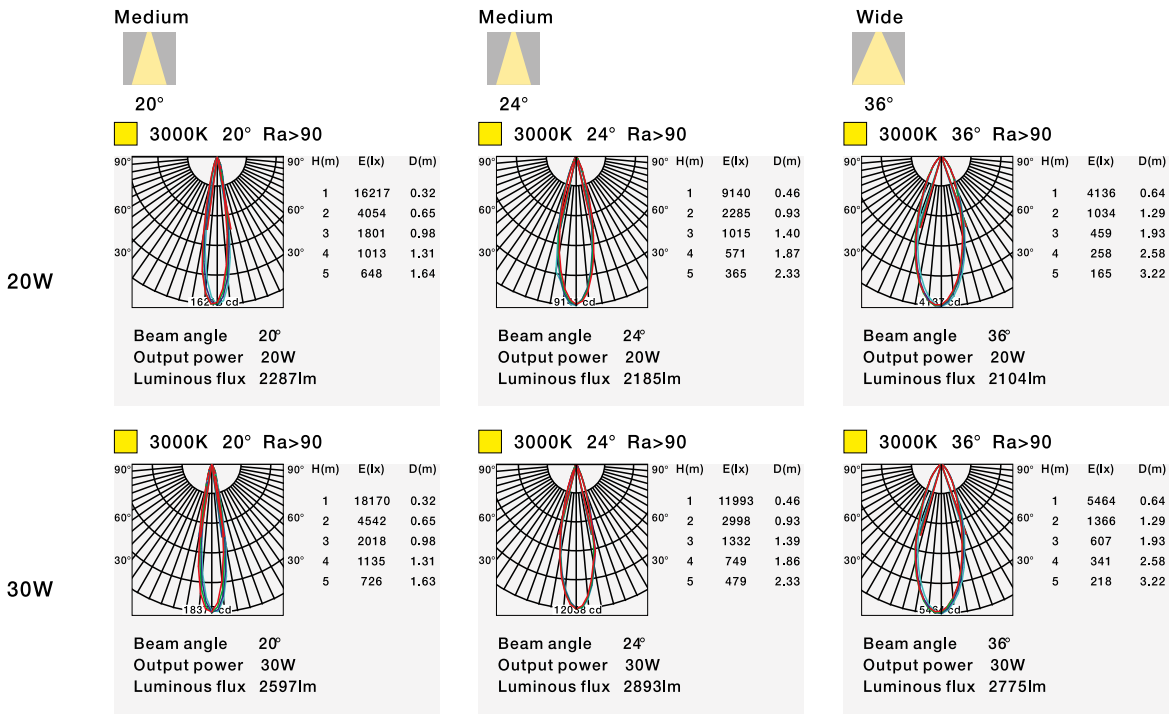 Medium
20°
Medium
24°
Wide
36°
20W
3000K 20° Ra>90
90° 90°
60° 60°
30° 30°
H(m) E(lx) D(m)
1 16217 0.32
2 4054 0.65
3 1801 0.98
4 1013 1.31
5 648 1.64
cd
Beam angle 20°
Output power 20W
Luminous flux 2287lm
3000K 24° Ra>90
90° 90°
60° 60°
30° 30°
H(m) E(lx) D(m)
1 9140 0.46
2 2285 0.93
3 1015 1.40
4 571 1.87
5 365 2.33
cd
Beam angle 24°
Output power 20W
Luminous flux 2185lm
3000K 36° Ra>90
90° 90°
60° 60°
30° 30°
H(m) E(lx) D(m)
1 4136 0.64
2 1034 1.29
3 459 1.93
4 258 2.58
5 165 3.22
4137 cd
Beam angle 36°
Output power 20W
Luminous flux 2104lm
30W
3000K 20° Ra>90
90° 90°
60° 60°
30° 30°
H(m) E(lx) D(m)
1 18170 0.32
2 4542 0.65
3 2018 0.98
4 1135 1.31
5 726 1.63
cd
Beam angle 20°
Output power 30W
Luminous flux 2597lm
3000K 24° Ra>90
90° 90°
60° 60°
30° 30°
H(m) E(lx) D(m)
1 11993 0.46
2 2998 0.93
3 1332 1.39
4 749 1.86
5 479 2.33
12038 cd
Beam angle 24°
Output power 30W
Luminous flux 2893lm
3000K 36° Ra>90
90° 90°
60° 60°
30° 30°
H(m) E(lx) D(m)
1 5464 0.64
2 1366 1.29
3 607 1.93
4 341 2.58
5 218 3.22
cd
Beam angle 36°
Output power 30W
Luminous flux 2775lm